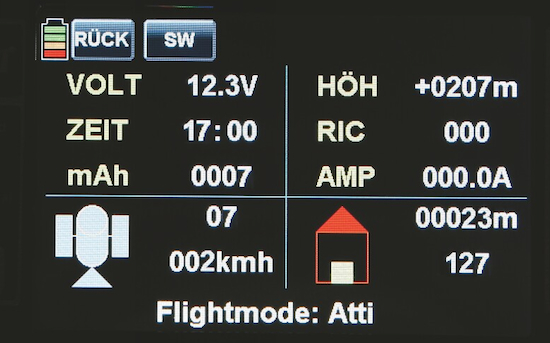 RÜCK SW
VOLT 12.3V HÖH +0207m
ZEIT 17:00 RIC 000
mAh 0007 AMP 000.0A
07 00023m
002kmh 127
Flightmode: Atti